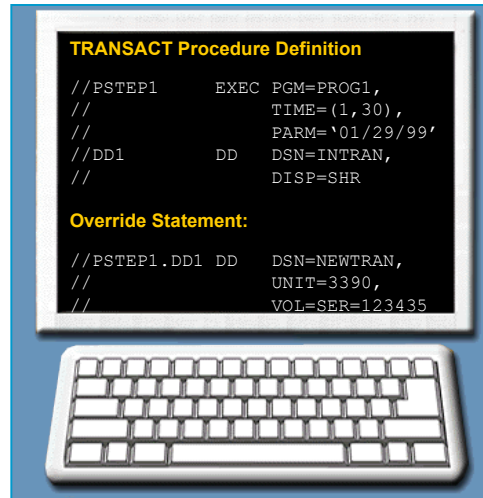 TRANSACT Procedure Definition
//PSTEP1 EXEC PGM=PROG1,
// TIME=(1,30),
// PARM=‘01/29/99’
//DD1 DD DSN=INTRAN,
// DISP=SHR
Override Statement:
//PSTEP1.DD1 DD DSN=NEWTRAN,
// UNIT=3390,
// VOL=SER=123435